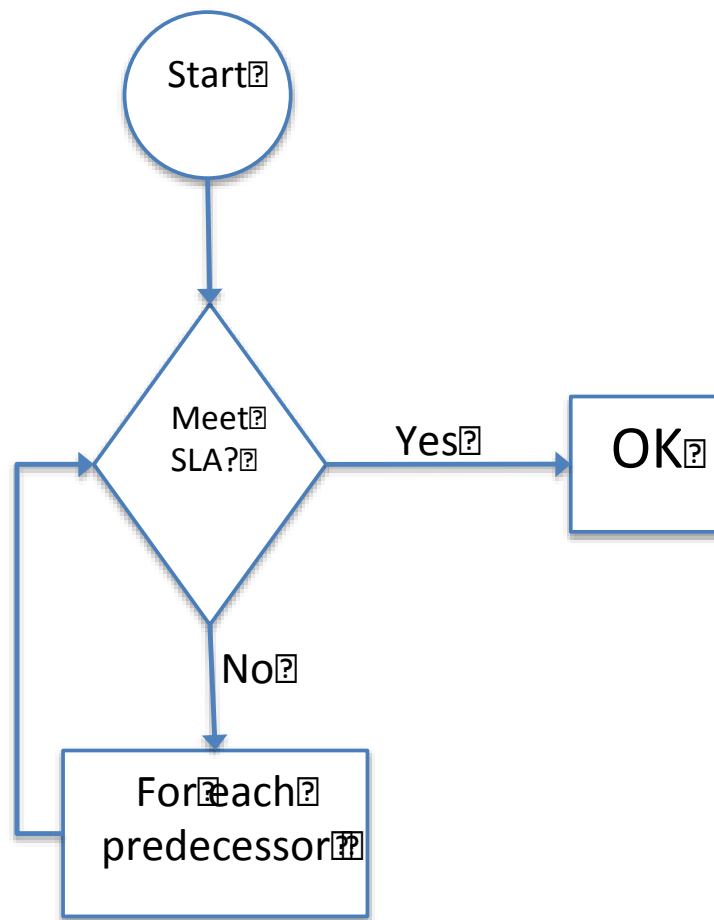 Start
Meet
SLA?
Yes
OK
No
For each
predecessor